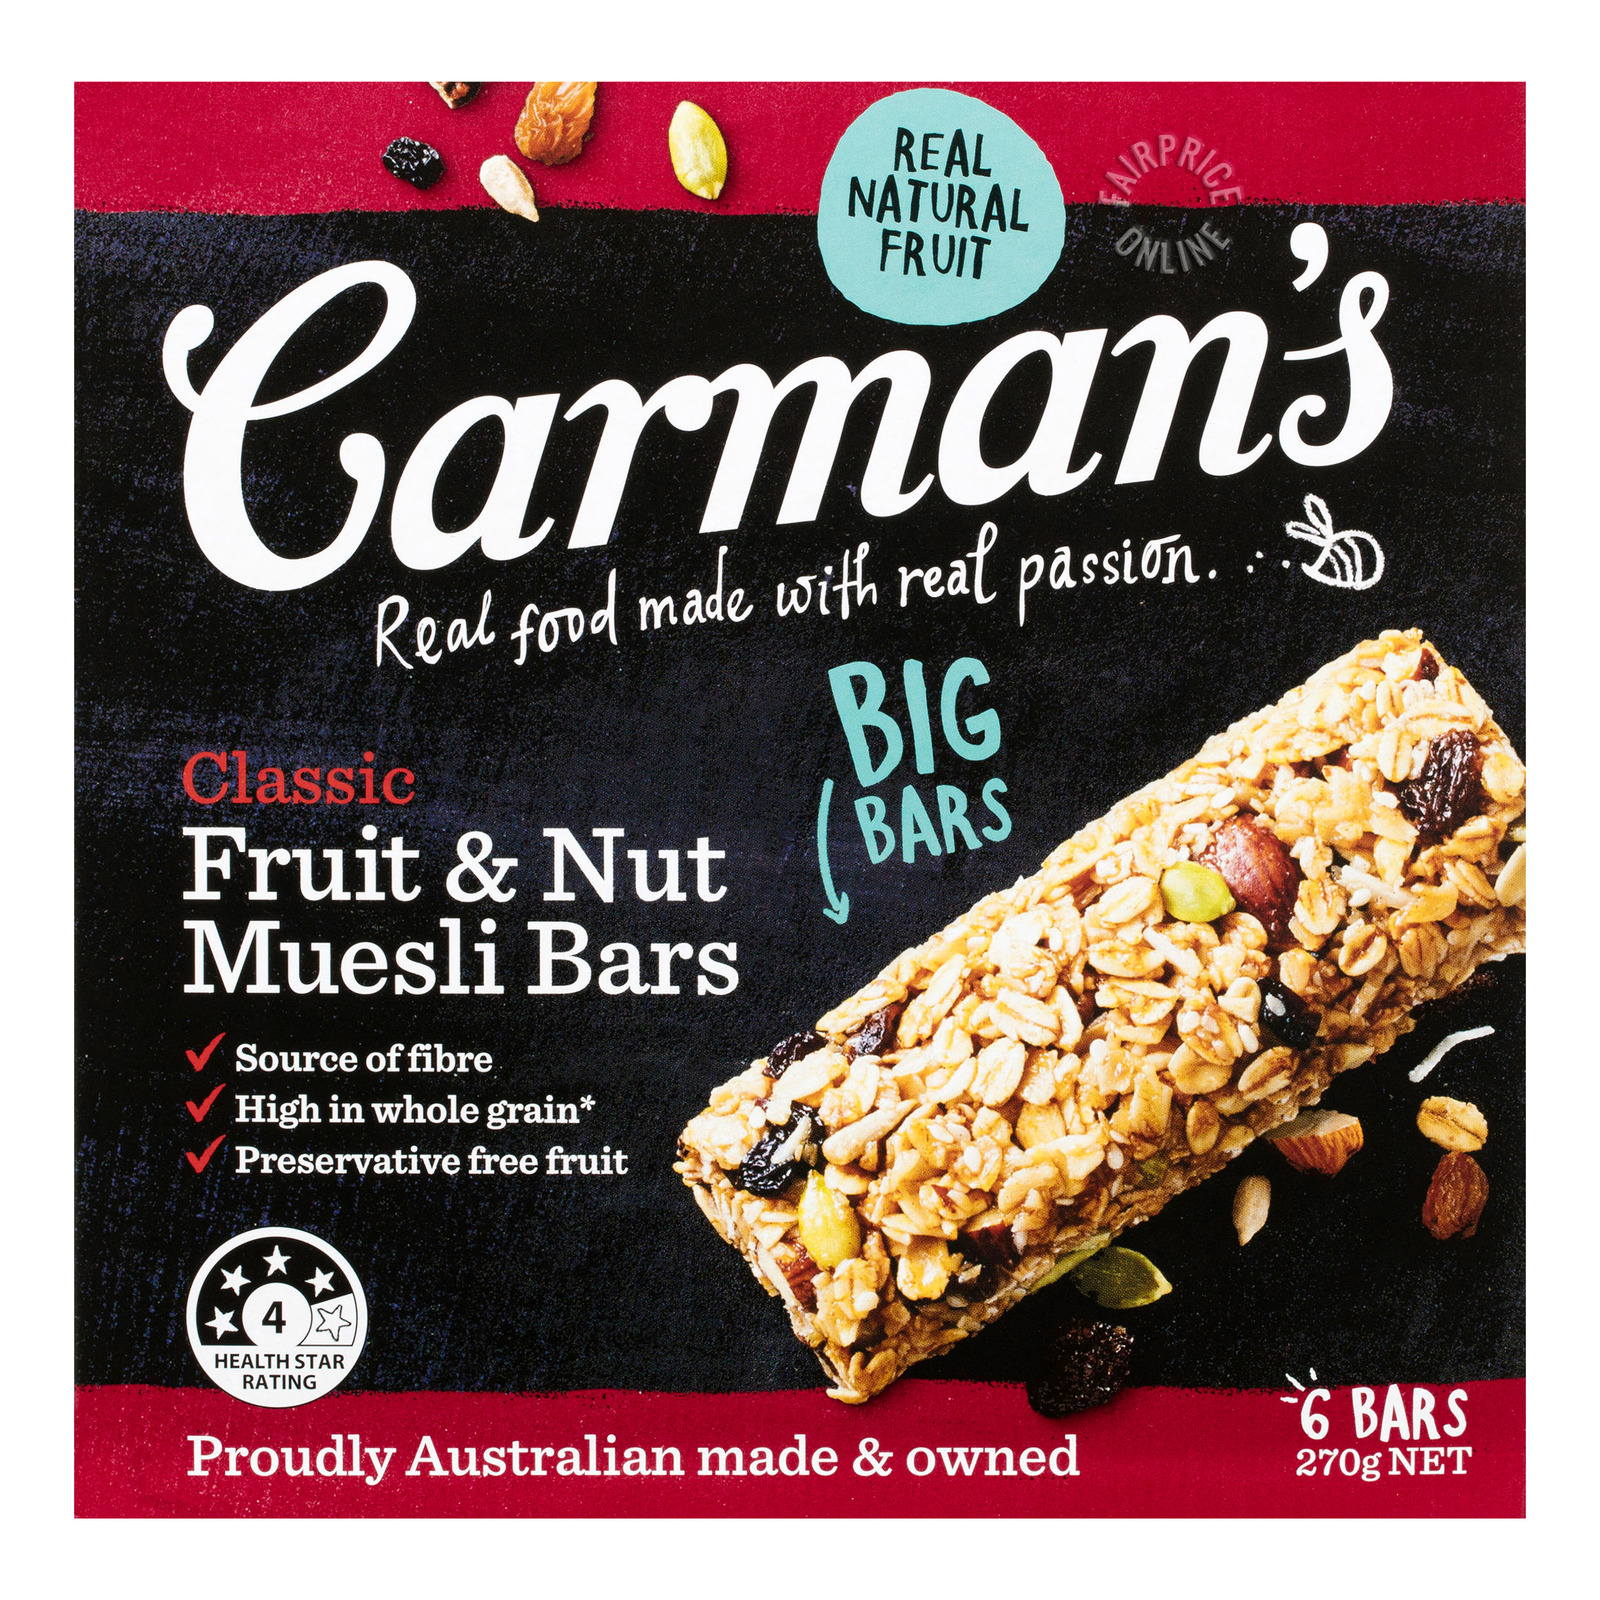 REAL
NATURAL
FRUIT
FAIRPRICE
ONLINE
Carman's
Real food made with real passion...
BIG
BARS
Classic
Fruit & Nut
Muesli Bars
Source of fibre
High in whole grain*
Preservative free fruit
4
HEALTH STAR
RATING
6 BARS
270g NET
Proudly Australian made & owned